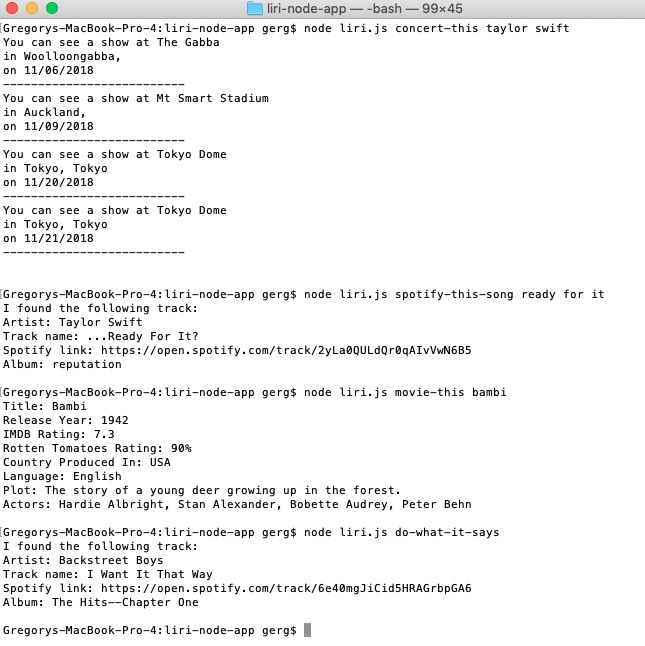 liri-node-app — -bash — 99×45
[Gregorys-MacBook-Pro-4:liri-node-app gerg$ node liri.js concert-this taylor swift
You can see a show at The Gabba
in Woolloongabba,
on 11/06/2018
--------------------------
You can see a show at Mt Smart Stadium
in Auckland,
on 11/09/2018
--------------------------
You can see a show at Tokyo Dome
in Tokyo, Tokyo
on 11/20/2018
--------------------------
You can see a show at Tokyo Dome
in Tokyo, Tokyo
on 11/21/2018
--------------------------
[Gregorys-MacBook-Pro-4:liri-node-app gerg$ node liri.js spotify-this-song ready for it
I found the following track:
Artist: Taylor Swift
Track name: ...Ready For It?
Spotify link: https://open.spotify.com/track/2yLa0QULdQr0qAIvVwN6B5
Album: reputation
[Gregorys-MacBook-Pro-4:liri-node-app gerg$ node liri.js movie-this bambi
Title: Bambi
Release Year: 1942
IMDB Rating: 7.3
Rotten Tomatoes Rating: 90%
Country Produced In: USA
Language: English
Plot: The story of a young deer growing up in the forest.
Actors: Hardie Albright, Stan Alexander, Bobette Audrey, Peter Behn
[Gregorys-MacBook-Pro-4:liri-node-app gerg$ node liri.js do-what-it-says
I found the following track:
Artist: Backstreet Boys
Track name: I Want It That Way
Spotify link: https://open.spotify.com/track/6e40mgJiCid5HRAGrbpGA6
Album: The Hits--Chapter One
Gregorys-MacBook-Pro-4:liri-node-app gerg$